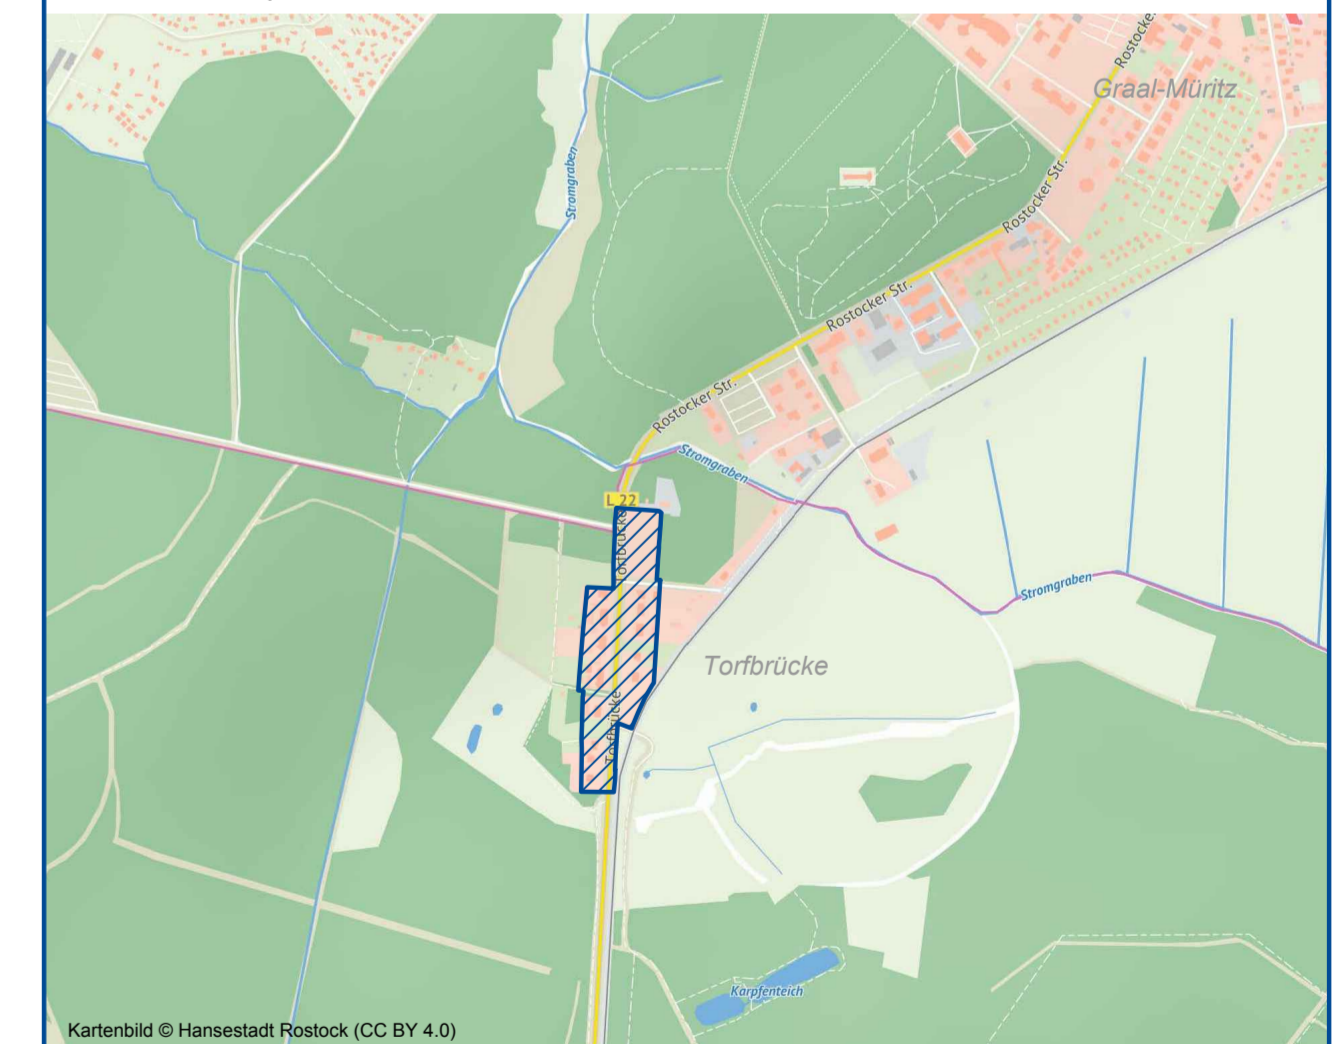 Rostocker
Graal-Müritz
Stromgraben
Rostocker Str.
Rostocker Str.
Rostocker Str.
Stromgraben
L 22
Torfbrücke
Stromgraben
Torfbrücke
Torfbrücke
Karpfenteich
Kartenbild © Hansestadt Rostock (CC BY 4.0)